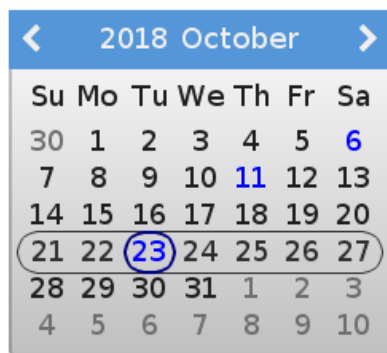 2018 October
Su Mo Tu We Th Fr Sa
30 1 2 3 4 5 6
7 8 9 10 11 12 13
14 15 16 17 18 19 20
21 22 23 24 25 26 27
28 29 30 31 1 2 3
4 5 6 7 8 9 10